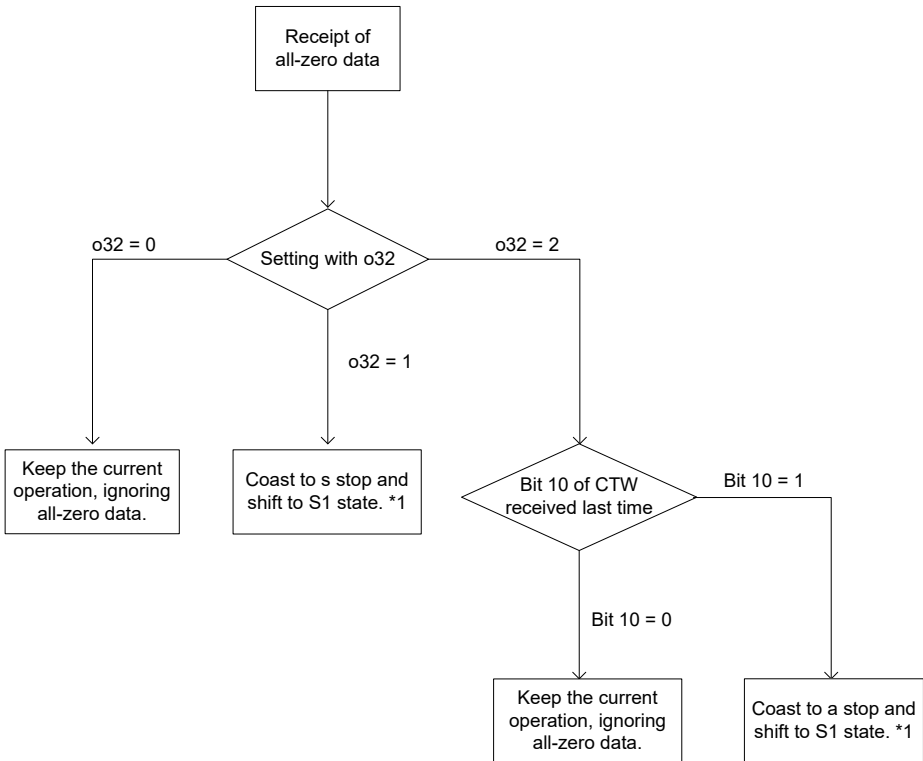 Receipt of
all-zero data
o32 = 0
Setting with o32
o32 = 2
o32 = 1
Keep the current
operation, ignoring
all-zero data.
Coast to s stop and
shift to S1 state. *1
Bit 10 of CTW
received last time
Bit 10 = 1
Bit 10 = 0
Keep the current
operation, ignoring
all-zero data.
Coast to a stop and
shift to S1 state. *1